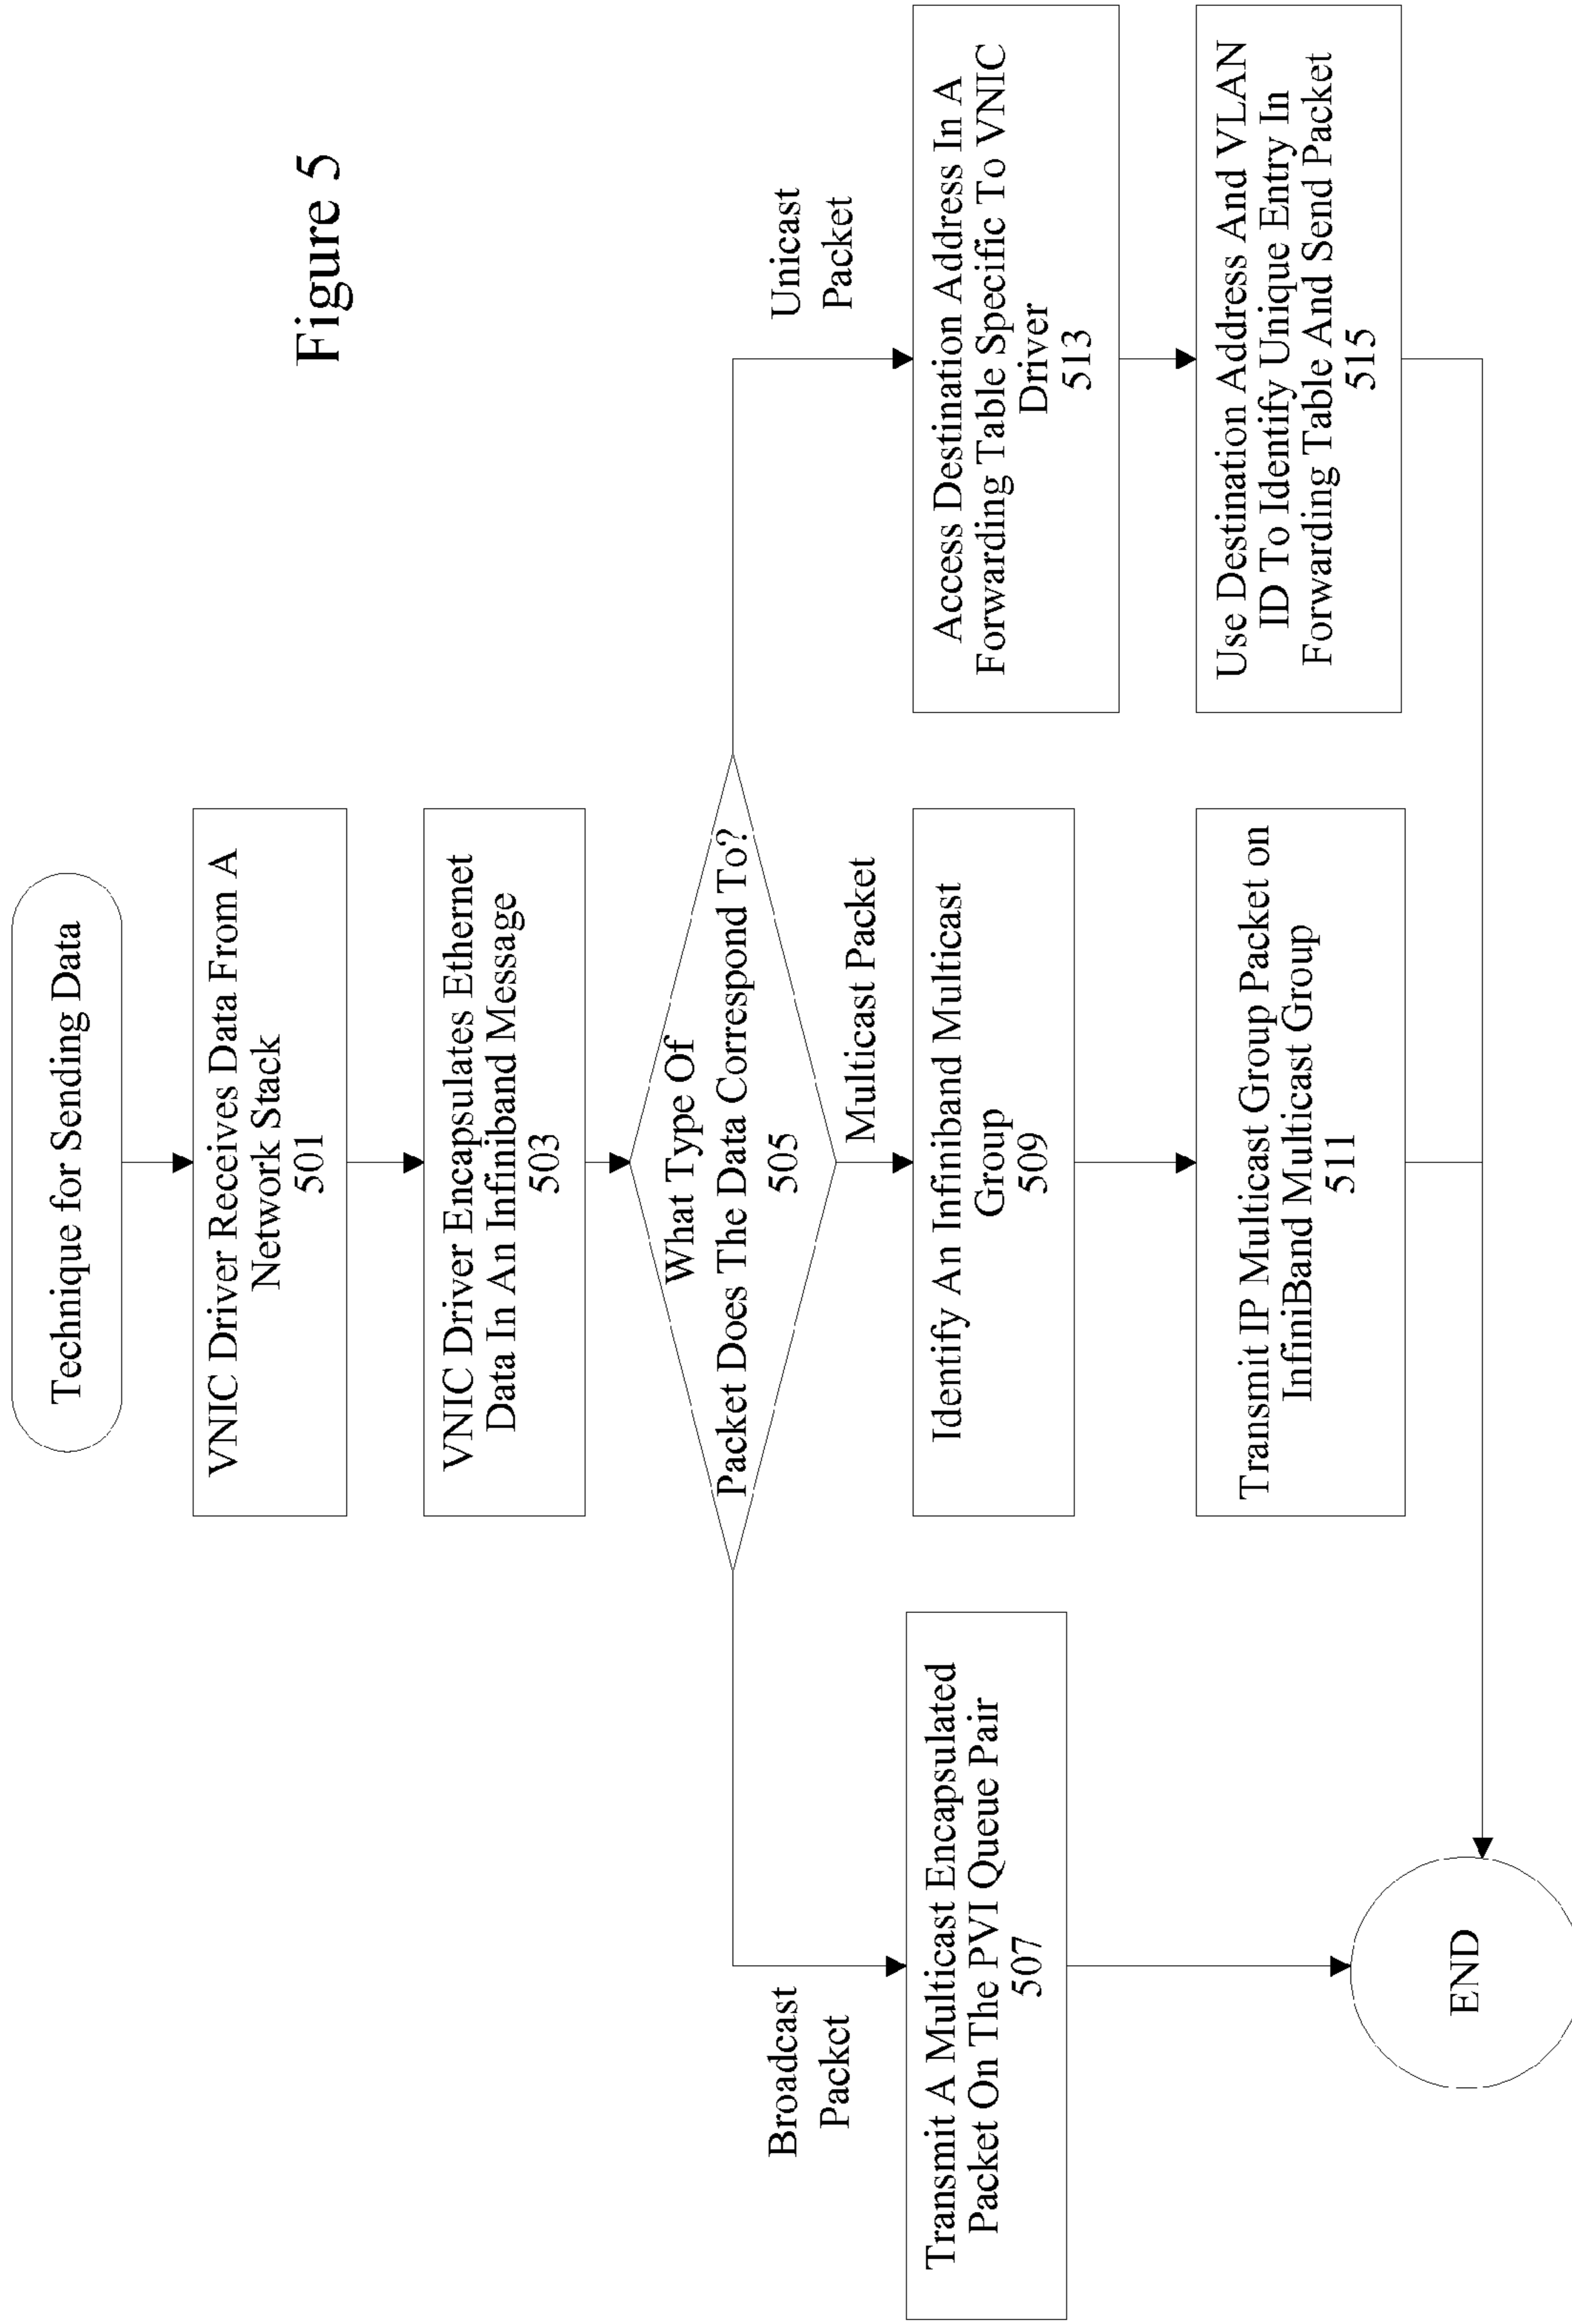 Figure 5
Technique for Sending Data
VNIC Driver Receives Data From A
Network Stack
501
VNIC Driver Encapsulates Ethernet
Data In An Infiniband Message
503
What Type Of
Packet Does The Data Correspond To?
505
Broadcast
Packet
Multicast Packet
Unicast
Packet
Transmit A Multicast Encapsulated
Packet On The PVI Queue Pair
507
Identify An Infiniband Multicast
Group
509
Transmit IP Multicast Group Packet on
InfiniBand Multicast Group
511
Access Destination Address In A
Forwarding Table Specific To VNIC
Driver
513
Use Destination Address And VLAN
ID To Identify Unique Entry In
Forwarding Table And Send Packet
515
END